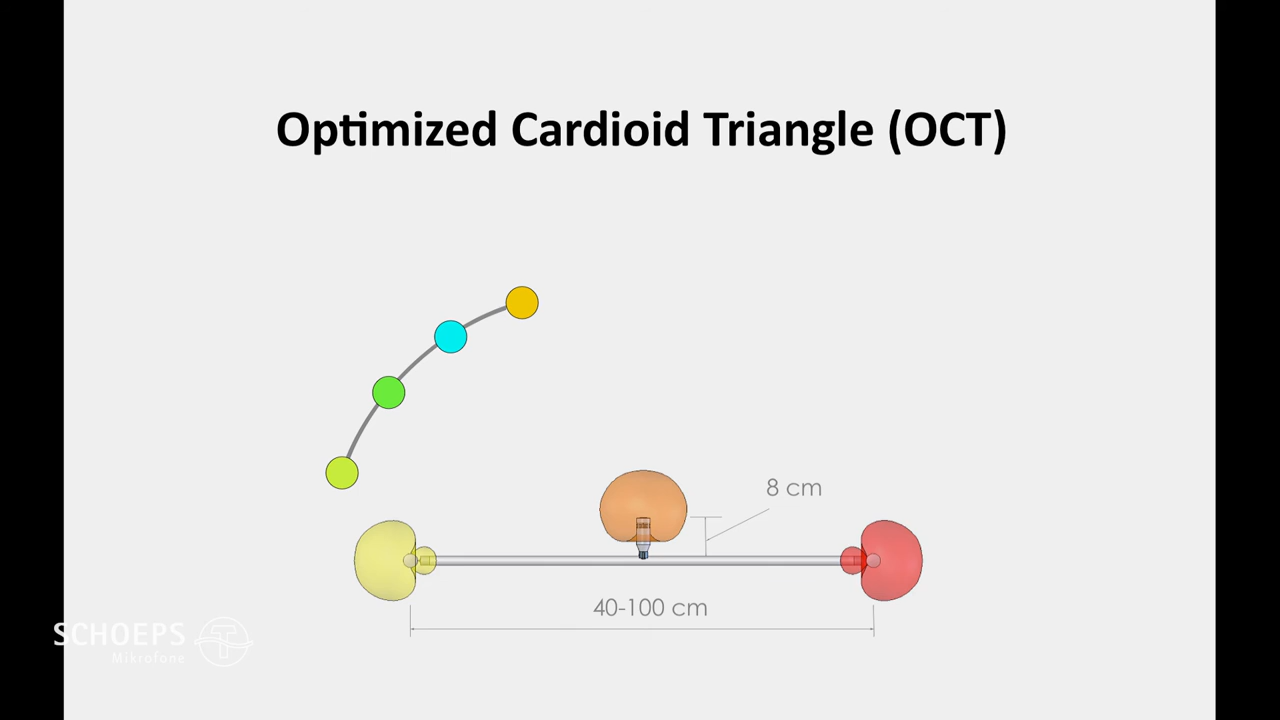 Optimized Cardioid Triangle (OCT)
8 cm
40-100 cm
SCHOEPS
Mikrofone